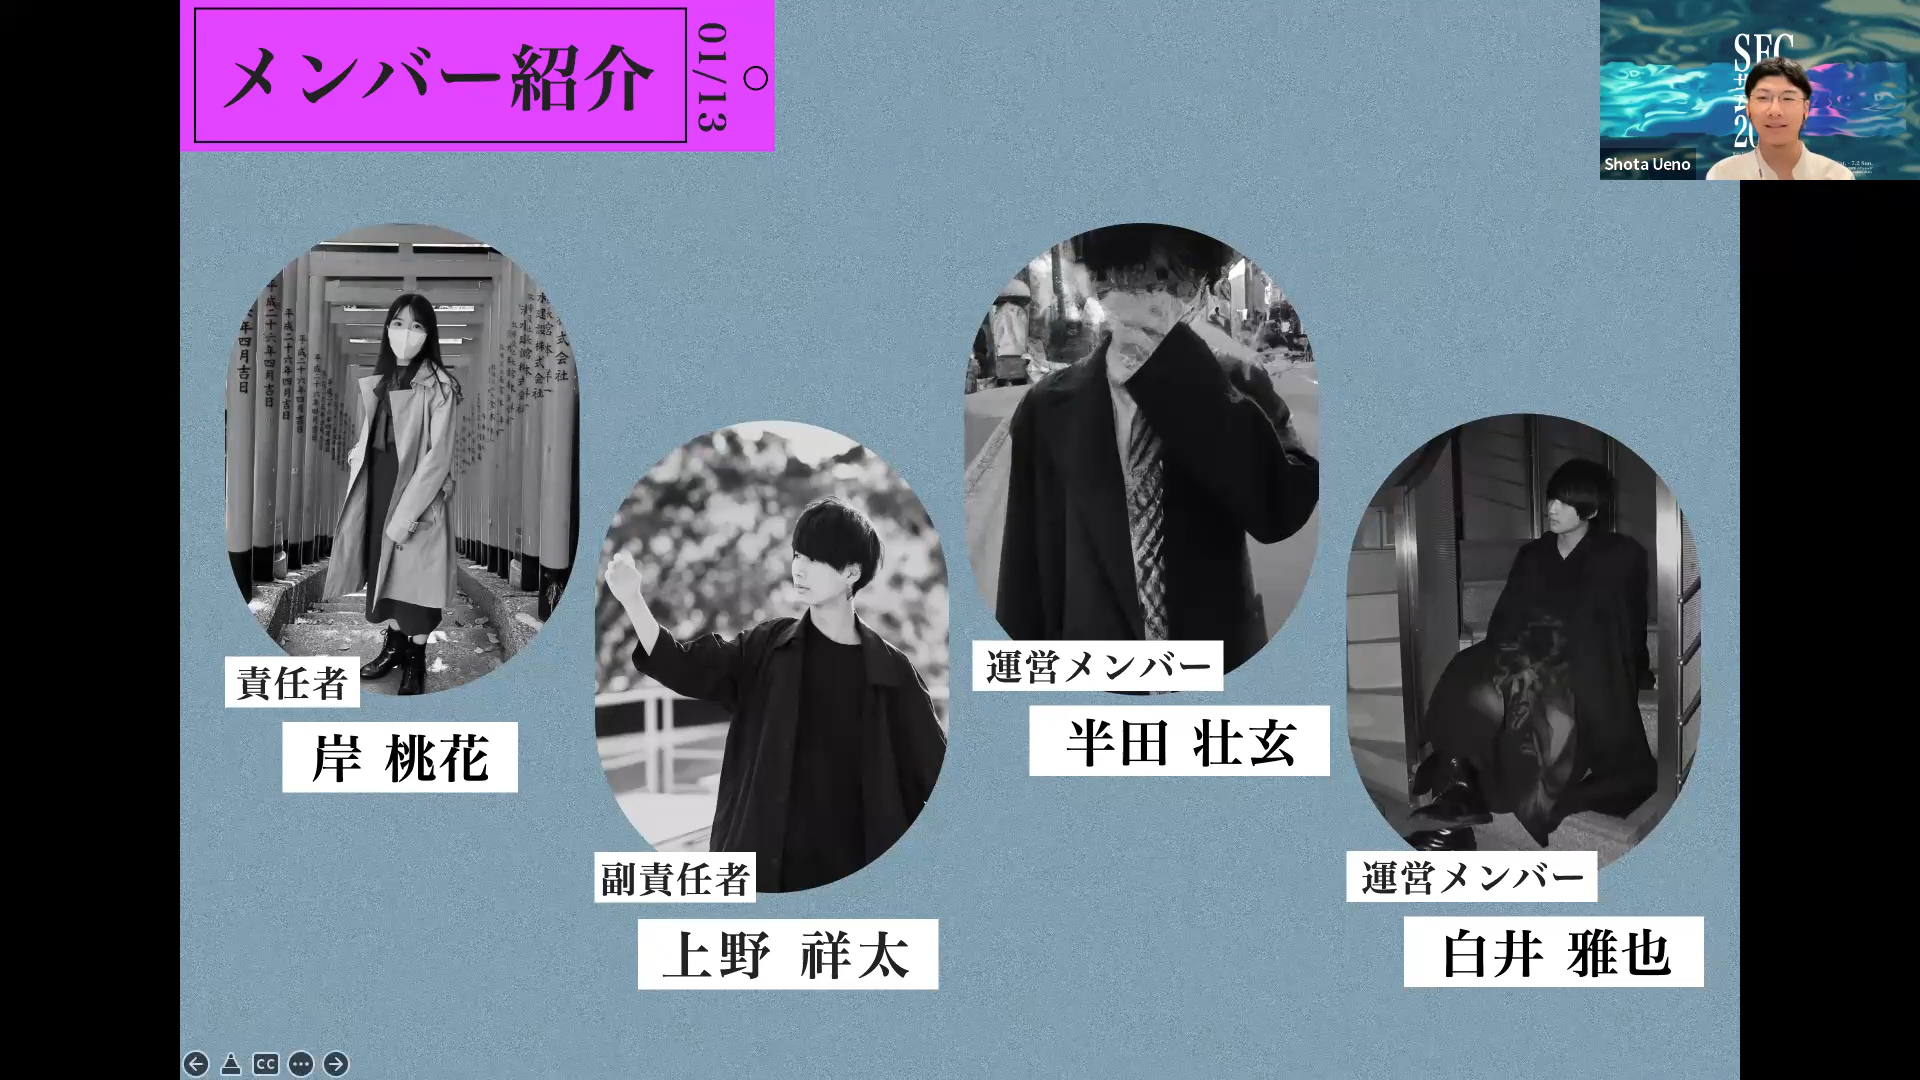 メンバー紹介
01/13
SFC
Shota Ueno
責任者
岸 桃花
副責任者
上野 祥太
運営メンバー
半田 壮玄
運営メンバー
白井 雅也
CC